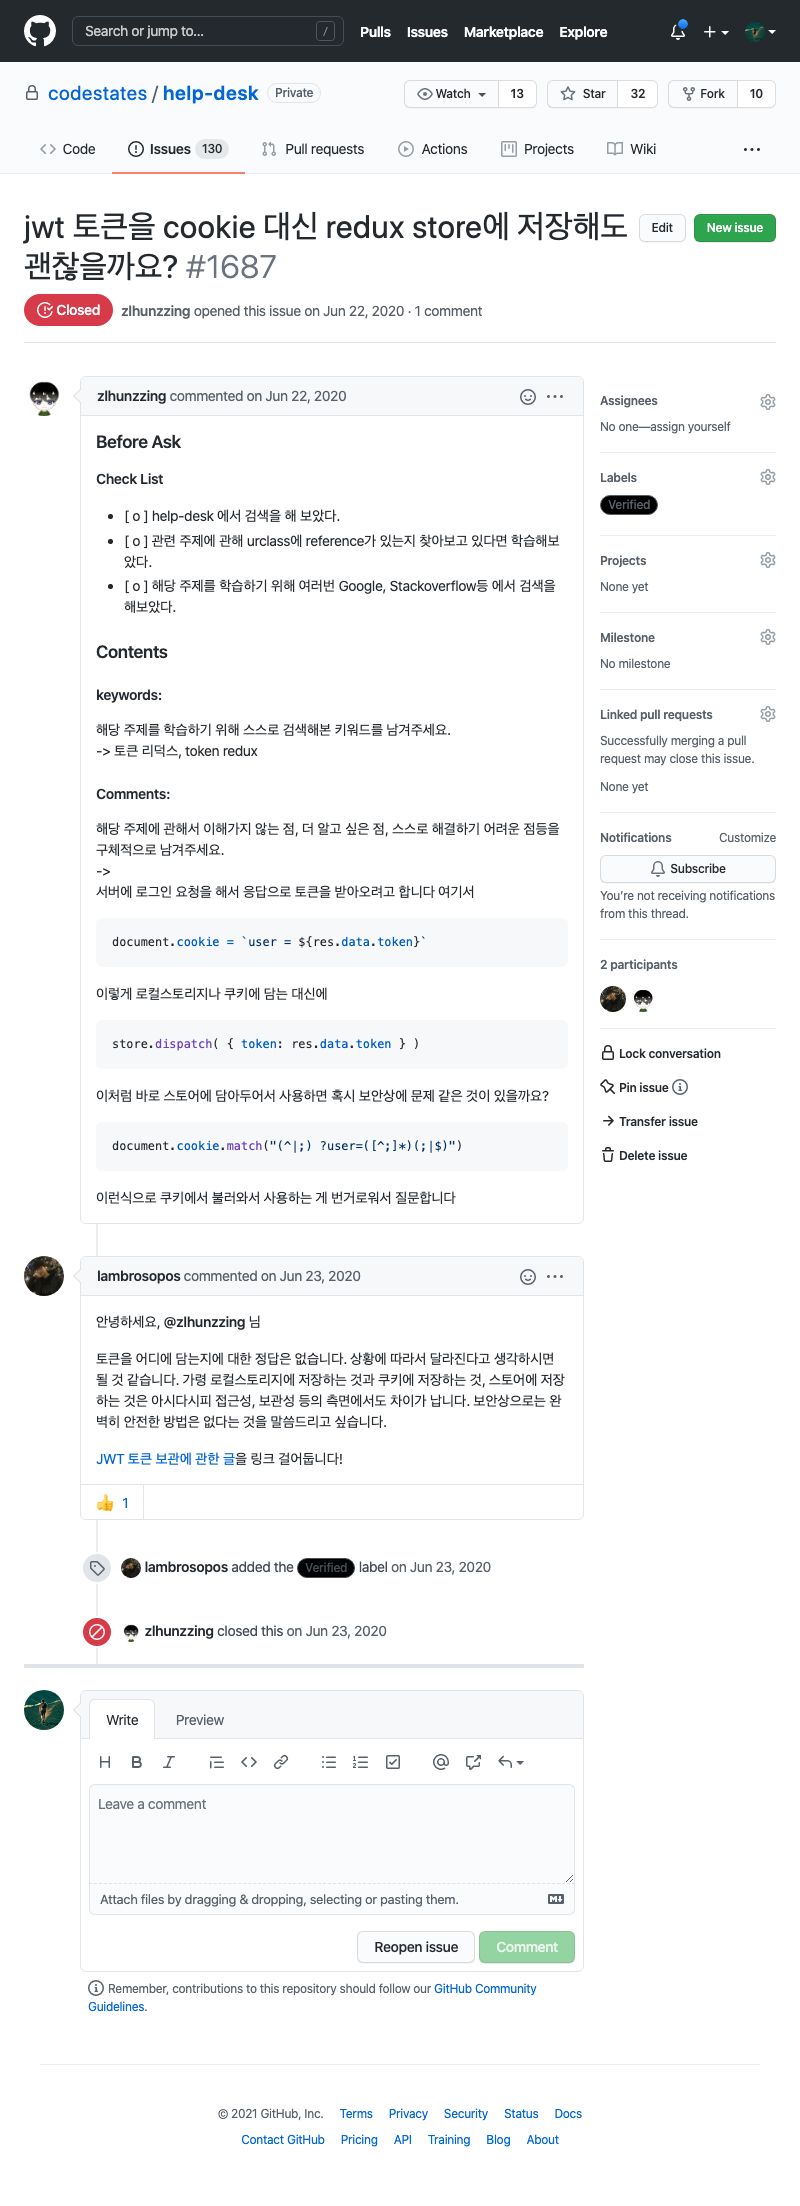 Search or jump to... /
Pulls Issues Marketplace Explore
codestates / help-desk Private
Watch 13 Star 32 Fork 10
Code Issues 130 Pull requests Actions Projects Wiki ...
jwt 토큰을 cookie 대신 redux store에 저장해도
괜찮을까요? #1687
Edit New issue
Closed zlhunzzing opened this issue on Jun 22, 2020 · 1 comment
zlhunzzing commented on Jun 22, 2020
Before Ask
Check List
• [ o ] help-desk 에서 검색을 해 보았다.
• [ o ] 관련 주제에 관해 urclass에 reference가 있는지 찾아보고 있다면 학습해보
았다.
• [ o ] 해당 주제를 학습하기 위해 여러번 Google, Stackoverflow등 에서 검색을
해보았다.
Contents
keywords:
해당 주제를 학습하기 위해 스스로 검색해본 키워드를 남겨주세요.
-> 토큰 리덕스, token redux
Comments:
해당 주제에 관해서 이해가지 않는 점, 더 알고 싶은 점, 스스로 해결하기 어려운 점등을
구체적으로 남겨주세요.
->
서버에 로그인 요청을 해서 응답으로 토큰을 받아오려고 합니다 여기서
document.cookie = `user = ${res.data.token}`
이렇게 로컬스토리지나 쿠키에 담는 대신에
store.dispatch( { token: res.data.token } )
이처럼 바로 스토어에 담아두어서 사용하면 혹시 보안상에 문제 같은 것이 있을까요?
document.cookie.match("(^|;) ?user=([^;]*)(;|$)")
이런식으로 쿠키에서 불러와서 사용하는 게 번거로워서 질문합니다
Assignees
No one—assign yourself
Labels
Verified
Projects
None yet
Milestone
No milestone
Linked pull requests
Successfully merging a pull
request may close this issue.
None yet
Notifications Customize
Subscribe
You're not receiving notifications
from this thread.
2 participants
Lock conversation
Pin issue
Transfer issue
Delete issue
lambrosopos commented on Jun 23, 2020
안녕하세요, @zlhunzzing 님
토큰을 어디에 담는지에 대한 정답은 없습니다. 상황에 따라서 달라진다고 생각하시면
될 것 같습니다. 가령 로컬스토리지에 저장하는 것과 쿠키에 저장하는 것, 스토어에 저장
하는 것은 아시다시피 접근성, 보관성 등의 측면에서도 차이가 납니다. 보안상으로는 완
벽히 안전한 방법은 없다는 것을 말씀드리고 싶습니다.
JWT 토큰 보관에 관한 글을 링크 걸어둡니다!
👍 1
lambrosopos added the Verified label on Jun 23, 2020
zlhunzzing closed this on Jun 23, 2020
Write Preview
Leave a comment
Attach files by dragging & dropping, selecting or pasting them.
Reopen issue Comment
Remember, contributions to this repository should follow our GitHub Community
Guidelines.
© 2021 GitHub, Inc. Terms Privacy Security Status Docs
Contact GitHub Pricing API Training Blog About